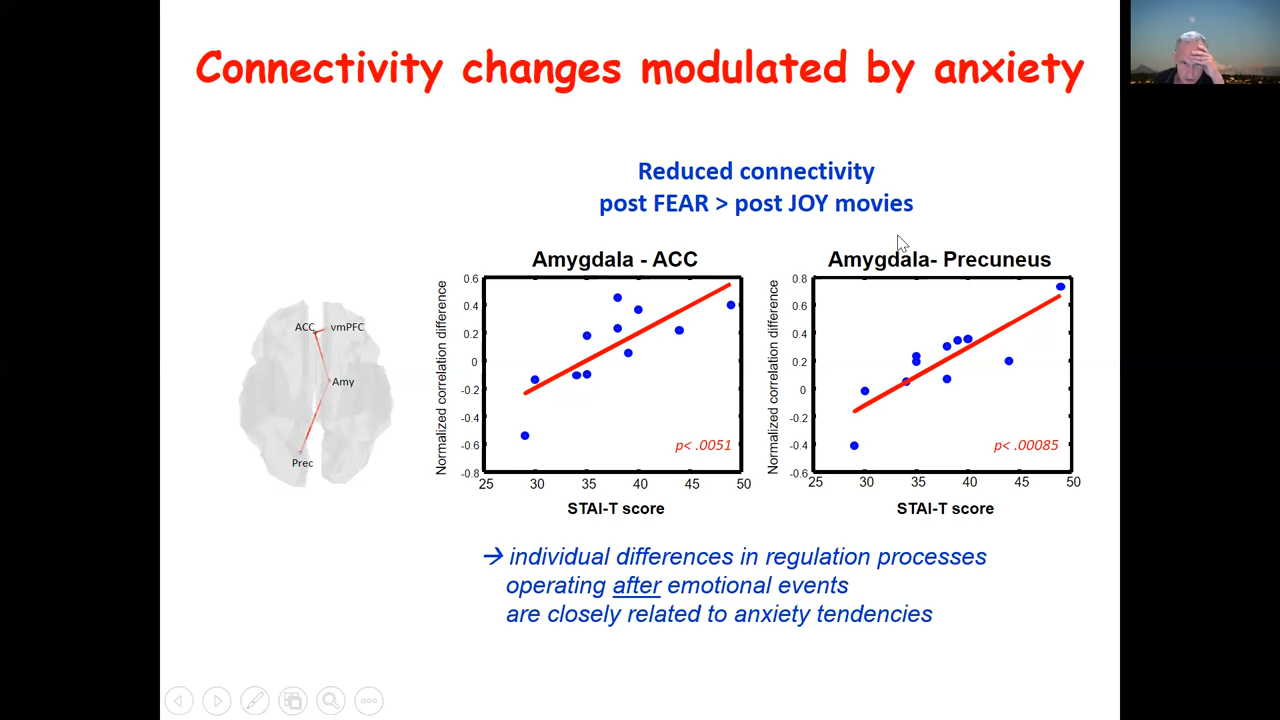 Connectivity changes modulated by anxiety
Reduced connectivity
post FEAR > post JOY movies
ACC
vmPFC
Amy
Prec
Amygdala - ACC
Normalized correlation difference
0.6
0.4
0.2
0
-0.2
-0.4
-0.6
-0.8
p< .0051
25 30 35 40 45 50
STAI-T score
Amygdala- Precuneus
Normalized correlation difference
0.8
0.6
0.4
0.2
0
-0.2
-0.4
-0.6
p< .00085
25 30 35 40 45 50
STAI-T score
→ individual differences in regulation processes
operating after emotional events
are closely related to anxiety tendencies